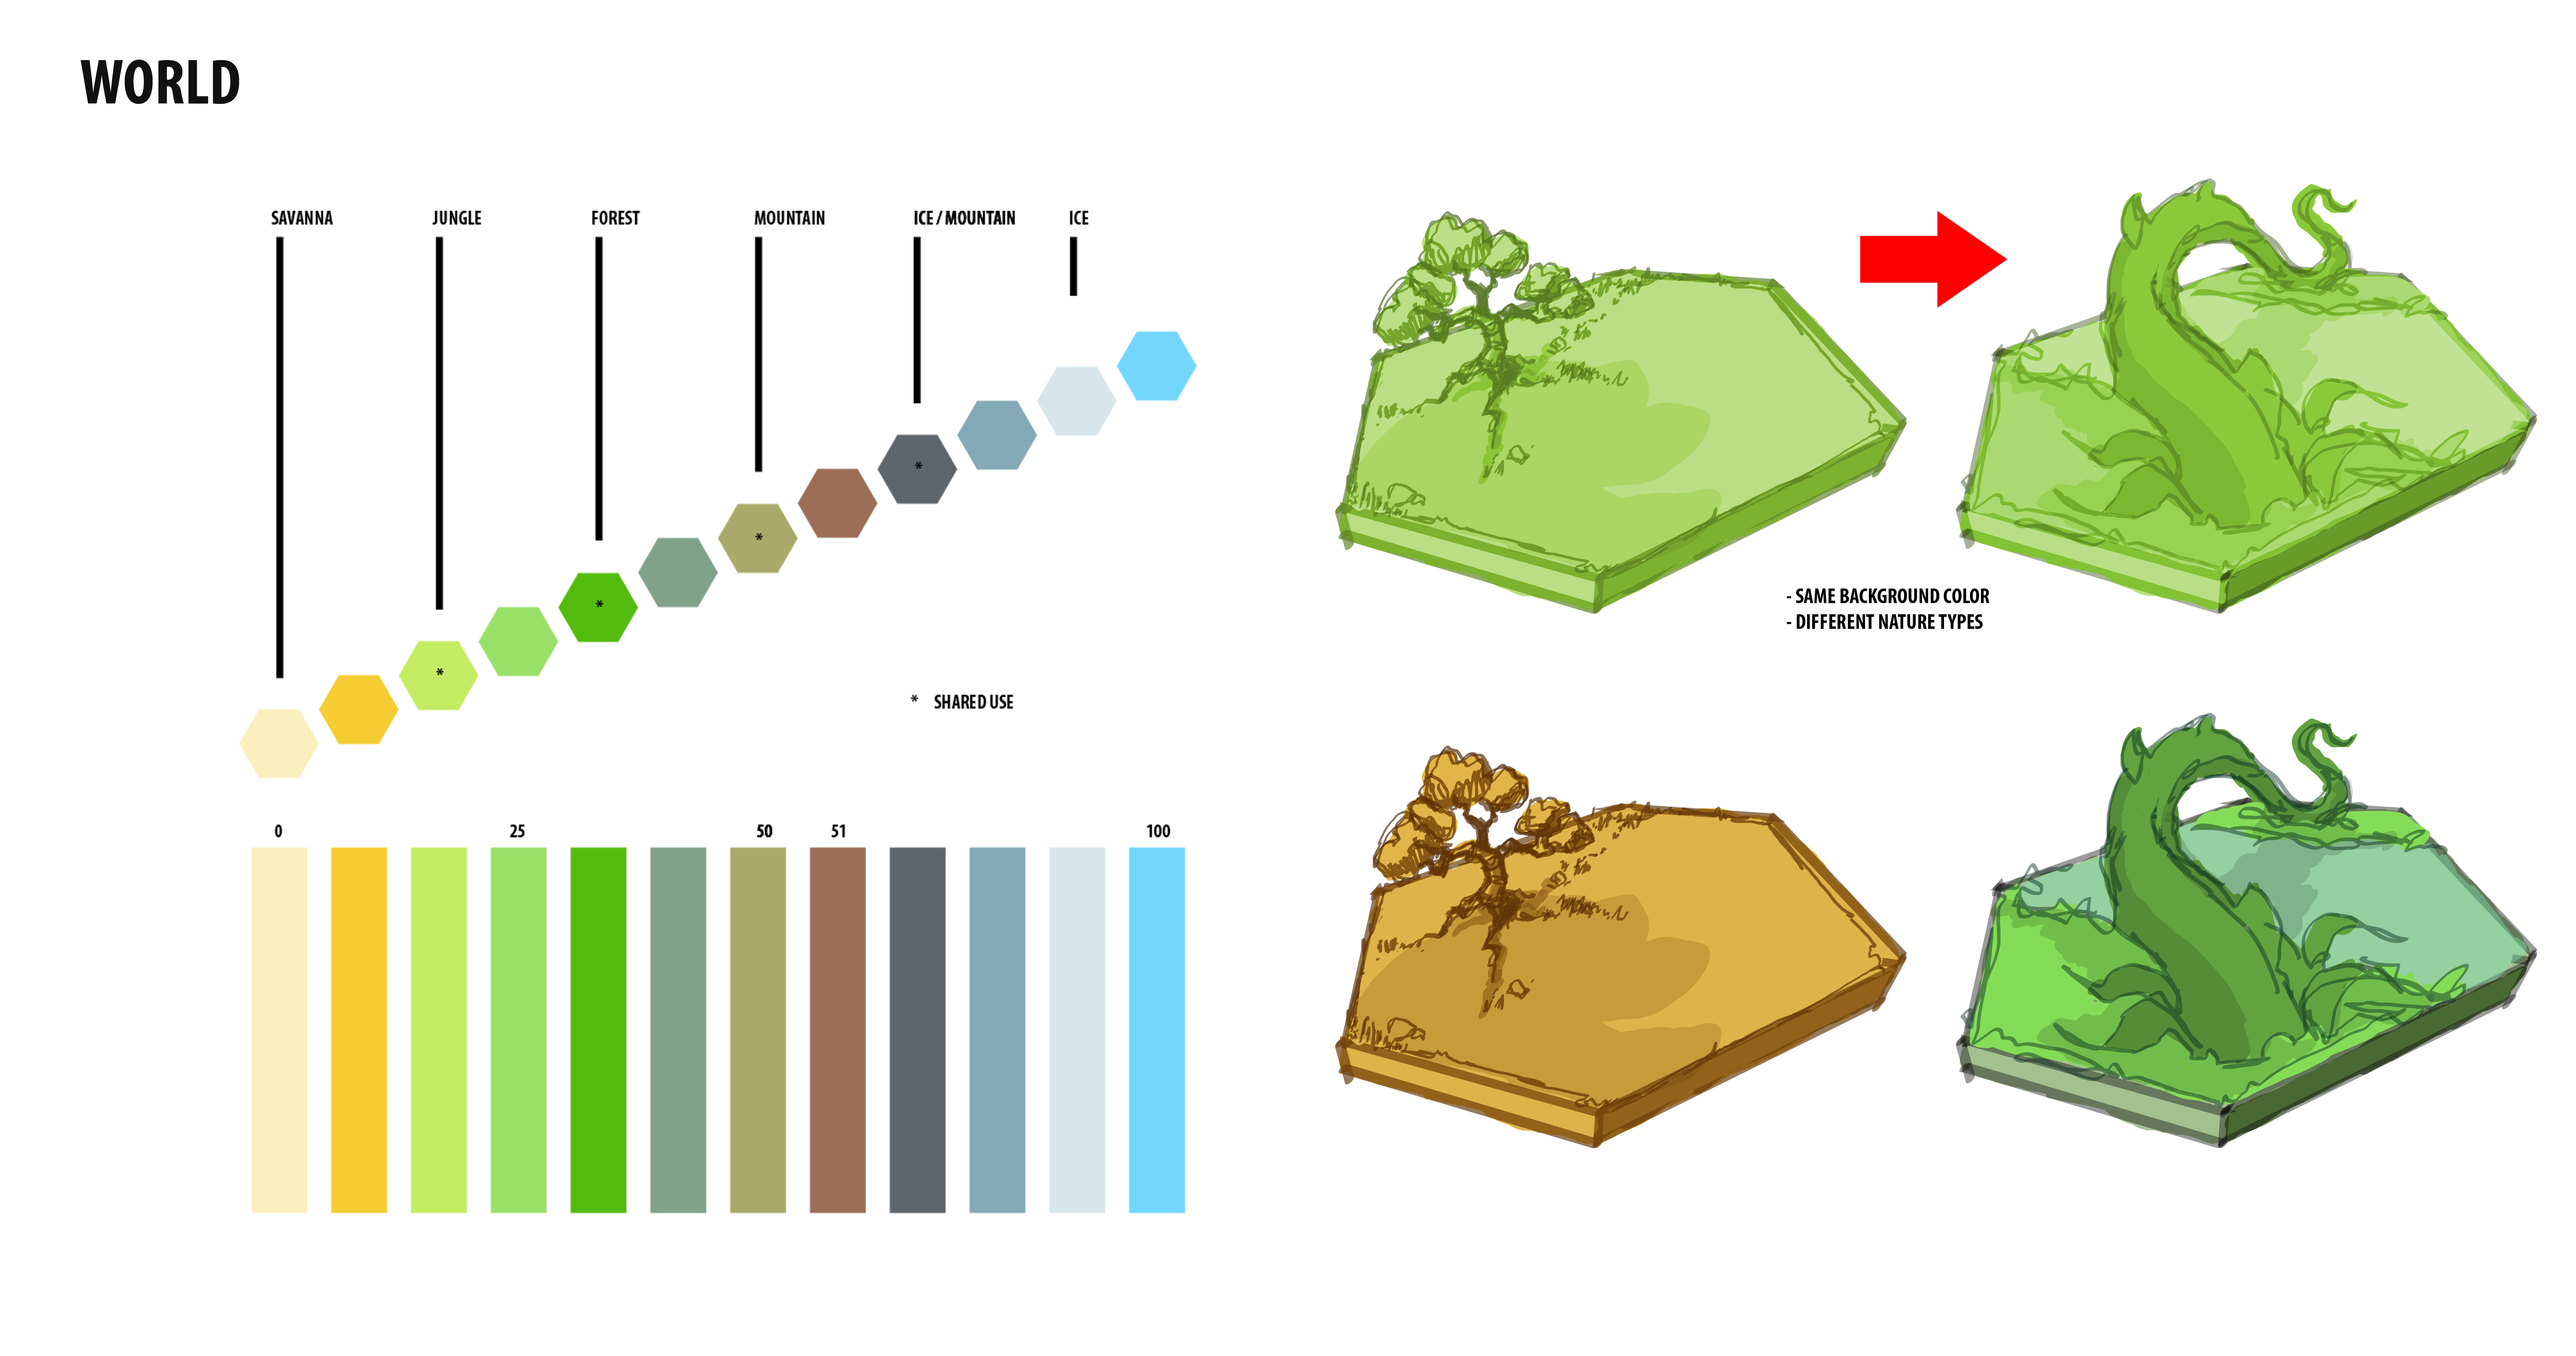 WORLD
SAVANNA JUNGLE FOREST MOUNTAIN ICE / MOUNTAIN ICE
*
*
*
*
- SAME BACKGROUND COLOR
- DIFFERENT NATURE TYPES
* SHARED USE
0 25 50 51 100